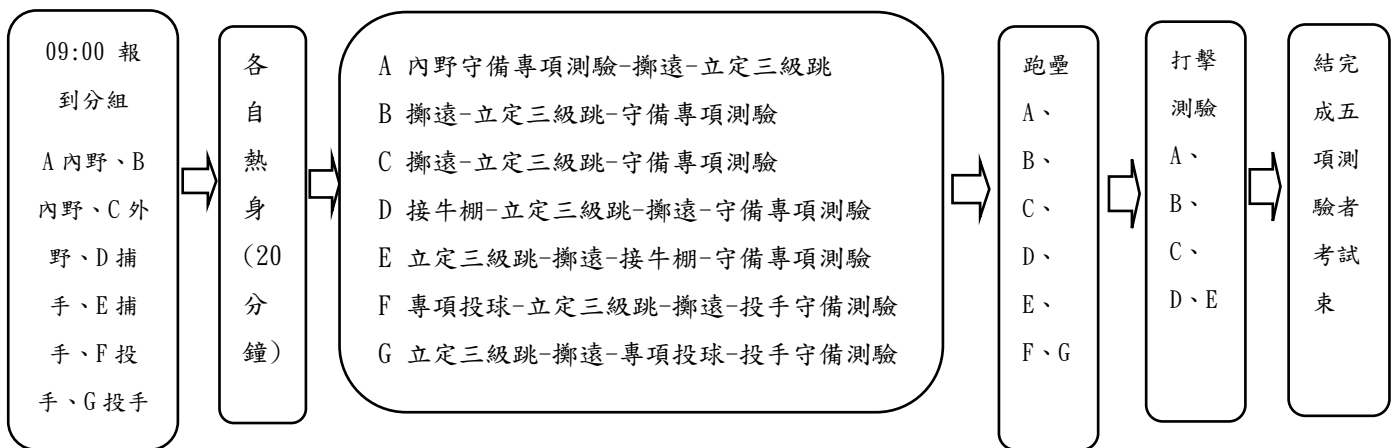 09:00 報
到分組
A 內野、B
內野、C 外
野、D 捕
手、E 捕
手、F 投
手、G 投手
各
自
熱
身
(20
分
鐘)
A 內野守備專項測驗-擲遠-立定三級跳
B 擲遠-立定三級跳-守備專項測驗
C 擲遠-立定三級跳-守備專項測驗
D 接牛棚-立定三級跳-擲遠-守備專項測驗
E 立定三級跳-擲遠-接牛棚-守備專項測驗
F 專項投球-立定三級跳-擲遠-投手守備測驗
G 立定三級跳-擲遠-專項投球-投手守備測驗
跑壘
A、
B、
C、
D、
E、
F、G
打擊
測驗
A、
B、
C、
D、E
結完
成五
項測
驗者
考試
束